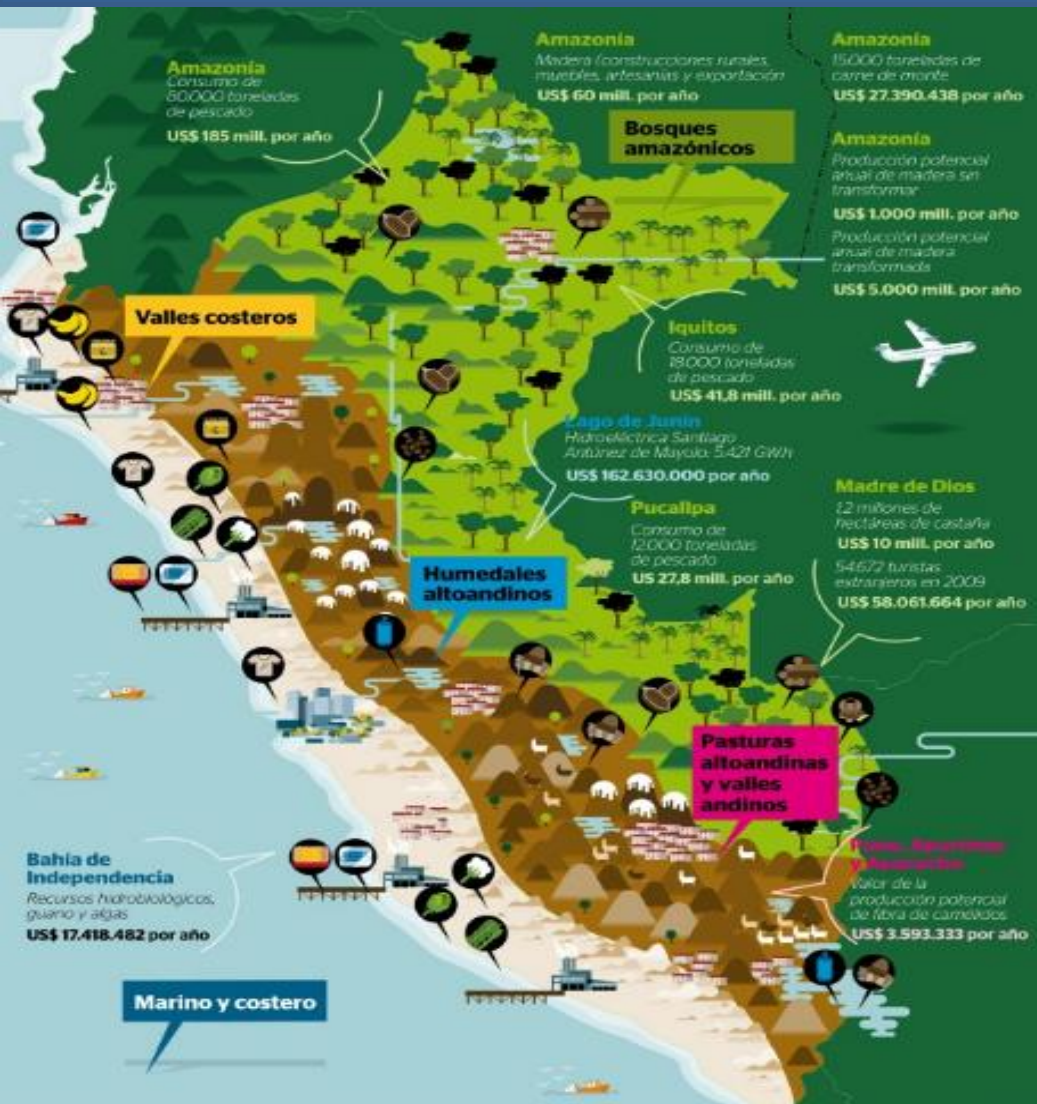 Amazonía
Consumo de
80.000 toneladas
de pescado
US$ 185 mill. por año
Amazonía
Madera (construcciones rurales,
muebles, artesanías y exportación
US$ 60 mill. por año
Amazonía
15.000 toneladas de
carne de monte
US$ 27.390.438 por año
Bosques
amazónicos
Amazonía
Producción potencial
anual de madera sin
transformar
US$ 1.000 mill. por año
Producción potencial
anual de madera
transformada
US$ 5.000 mill. por año
Valles costeros
Iquitos
Consumo de
18.000 toneladas
de pescado
US$ 41,8 mill. por año
Lago de Junín
Hidroeléctrica Santiago
Antúnez de Mayolo: 5.421 GWh
US$ 162.630.000 por año
Pucallpa
Consumo de
12.000 toneladas
de pescado
US 27,8 mill. por año
Madre de Dios
1.2 millones de
hectáreas de castaña
US$ 10 mill. por año
54.672 turistas
extranjeros en 2009
US$ 58.061.664 por año
Humedales
altoandinos
Pasturas
altoandinas
y valles
andinos
Bahía de
Independencia
Recursos hidrobiológicos,
guano y algas
US$ 17.418.482 por año
y Ayacucho
Valor de la
producción potencial
de fibra de camélidos
US$ 3.593.333 por año
Marino y costero